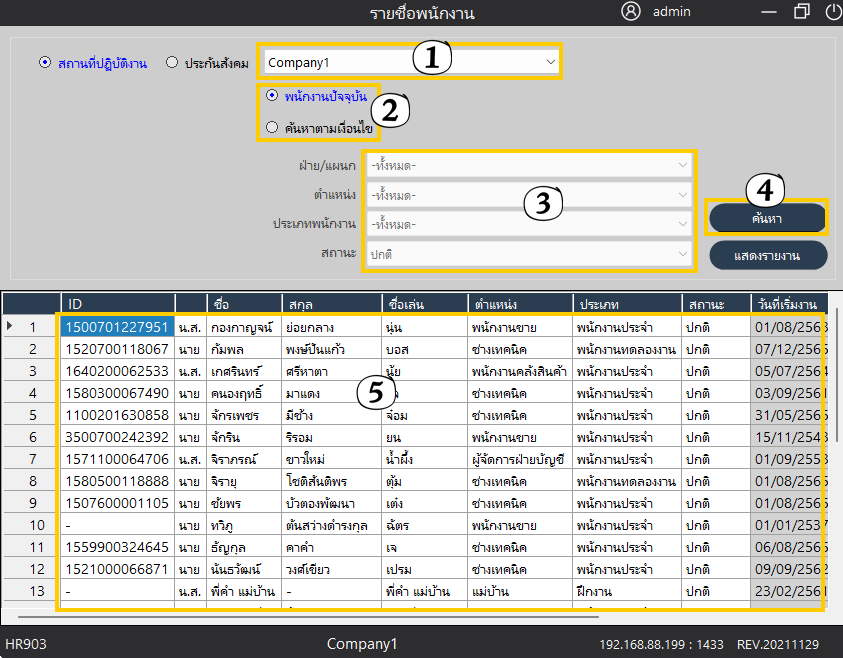 รายชื่อพนักงาน admin
สถานที่ปฏิบัติงาน ประกันสังคม Company1 1
พนักงานปัจจุบัน
2
ค้นหาตามเงื่อนไข
ฝ่าย/แผนก -ทั้งหมด-
ตำแหน่ง -ทั้งหมด- 3 4
ประเภทพนักงาน -ทั้งหมด- ค้นหา
สถานะ ปกติ แสดงรายงาน
ID ชื่อ สกุล ชื่อเล่น ตำแหน่ง ประเภท สถานะ วันที่เริ่มงาน
1 1500701227951 น.ส. กองกาญจน์ ย่อยกลาง นุ่น พนักงานขาย พนักงานประจำ ปกติ 01/08/2563
2 1520700118067 นาย กัมพล พงษ์ปันแก้ว บอส ช่างเทคนิค พนักงานทดลองงาน ปกติ 07/12/2565
3 1640200062533 น.ส. เกศรินทร์ ศรีหาตา นุ้ย พนักงานคลังสินค้า พนักงานประจำ ปกติ 05/07/2564
4 1580300067490 นาย คนองฤทธิ์ มาแดง ช่างเทคนิค พนักงานประจำ ปกติ 03/09/2561
5 1100201630858 นาย จักรเพชร มีช้าง 5 จ๋อม ช่างเทคนิค พนักงานประจำ ปกติ 31/05/2565
6 3500700242392 นาย จักริน ริรอม ยน พนักงานขาย พนักงานประจำ ปกติ 15/11/2543
7 1571100064706 น.ส. จิราภรณ์ ขาวใหม่ น้ำผึ้ง ผู้จัดการฝ่ายบัญชี พนักงานประจำ ปกติ 01/09/2553
8 1580500118888 นาย จิรายุ โชติสันติพร ตุ้ม ช่างเทคนิค พนักงานทดลองงาน ปกติ 01/08/2565
9 1507600001105 นาย ชัยพร บัวตองพัฒนา เต๋ง ช่างเทคนิค พนักงานประจำ ปกติ 01/08/2565
10 - นาย ทวิภู ต้นสว่างดำรงกุล ฉัตร พนักงานขาย พนักงานประจำ ปกติ 01/01/2537
11 1559900324645 นาย ธัญกุล คาคำ เจ ช่างเทคนิค พนักงานประจำ ปกติ 06/08/2565
12 1521000066871 นาย นันธวัฒน์ วงศ์เขียว เปรม ช่างเทคนิค พนักงานประจำ ปกติ 09/09/2562
13 - น.ส. พี่คำ แม่บ้าน - พี่คำ แม่บ้าน แม่บ้าน ฝึกงาน ปกติ 23/02/2561
HR903 Company1 192.168.88.199 : 1433 REV.20211129